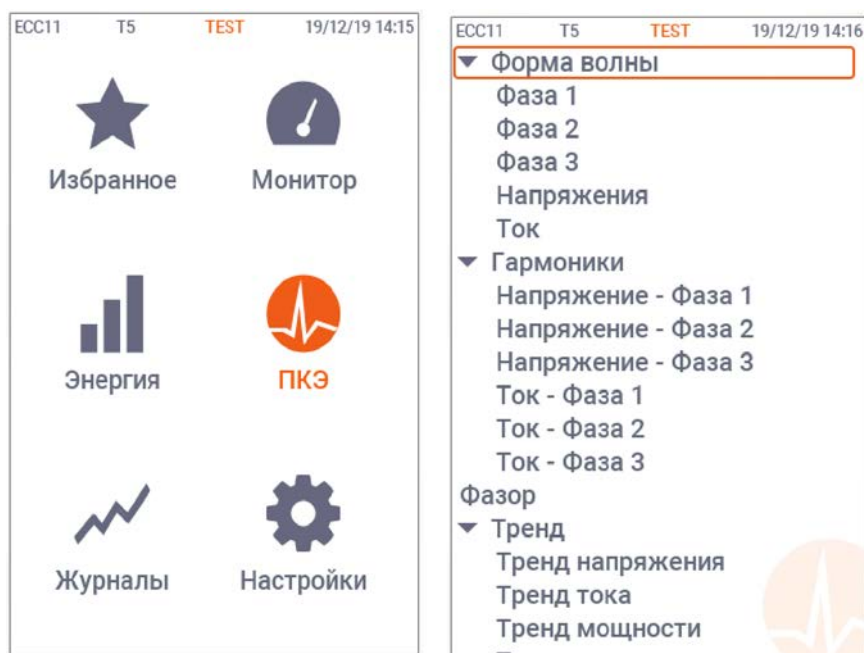 ECC11 T5 TEST 19/12/19 14:15
Избранное Монитор
Энергия ПКЭ
Журналы Настройки
ECC11 T5 TEST 19/12/19 14:16
Форма волны
Фаза 1
Фаза 2
Фаза 3
Напряжения
Ток
Гармоники
Напряжение - Фаза 1
Напряжение - Фаза 2
Напряжение - Фаза 3
Ток - Фаза 1
Ток - Фаза 2
Ток - Фаза 3
Фазор
Тренд
Тренд напряжения
Тренд тока
Тренд мощности